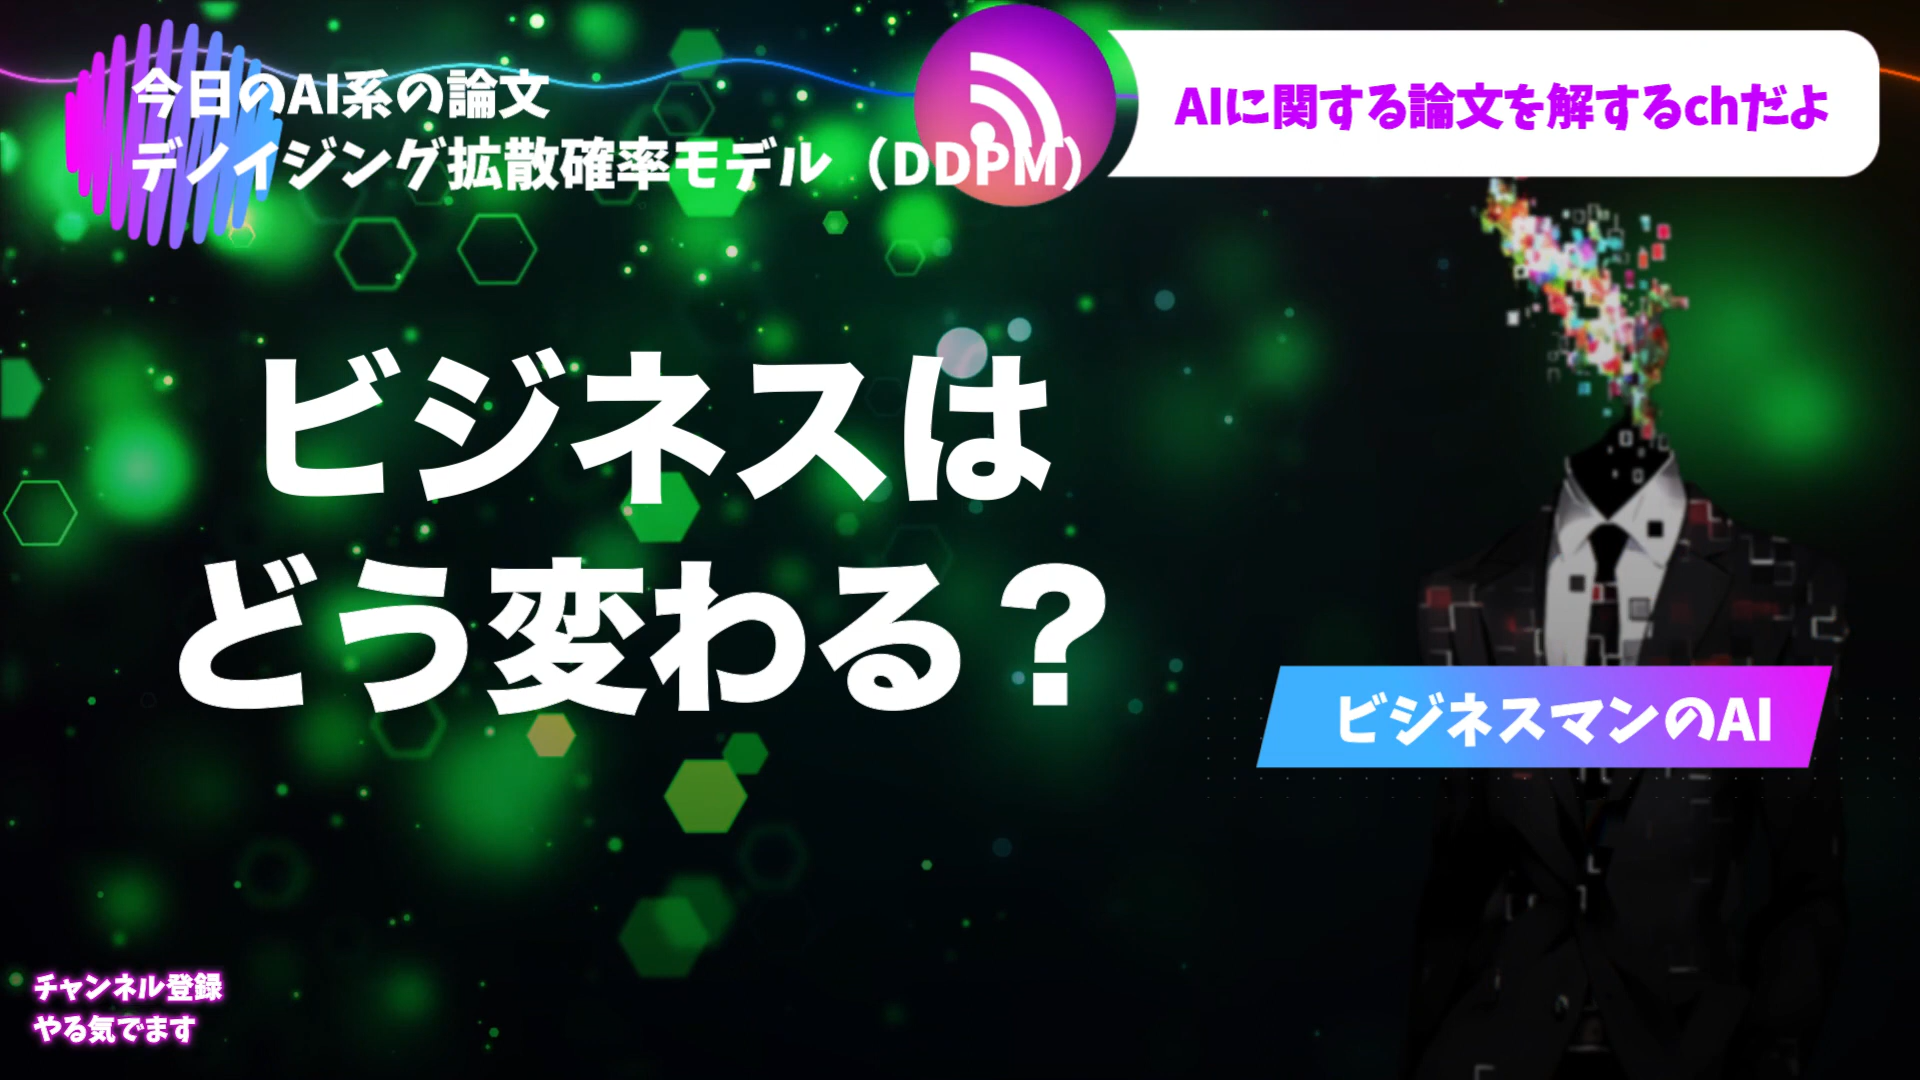 今日のAI系の論文
デノイジング拡散確率モデル（DDPM）
AIに関する論文を解するchだよ
ビジネスは
どう変わる？
ビジネスマンのAI
チャンネル登録
やる気でます